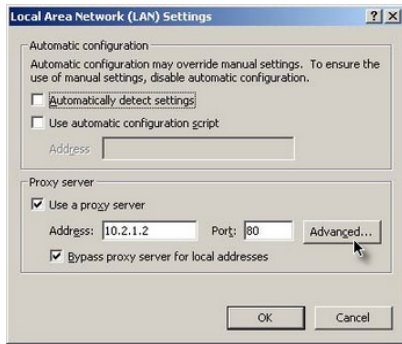 Local Area Network (LAN) Settings
Automatic configuration
Automatic configuration may override manual settings. To ensure the
use of manual settings, disable automatic configuration.
Automatically detect settings
Use automatic configuration script
Address
Proxy server
Use a proxy server
Address: 10.2.1.2 Port: 80 Advanced...
Bypass proxy server for local addresses
OK Cancel